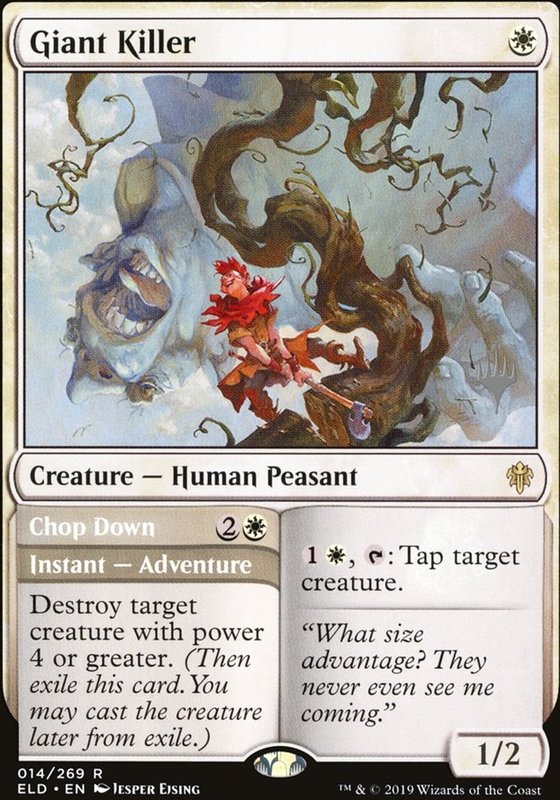 Giant Killer
Creature — Human Peasant
Chop Down 2
Instant — Adventure
Destroy target
creature with power
4 or greater. (Then
exile this card. You
may cast the creature
later from exile.)
1 , : Tap target
creature.
“What size
advantage? They
never even see me
coming.”
1/2
014/269 R
ELD • EN Jesper Ejsing
™ & © 2019 Wizards of the Coast